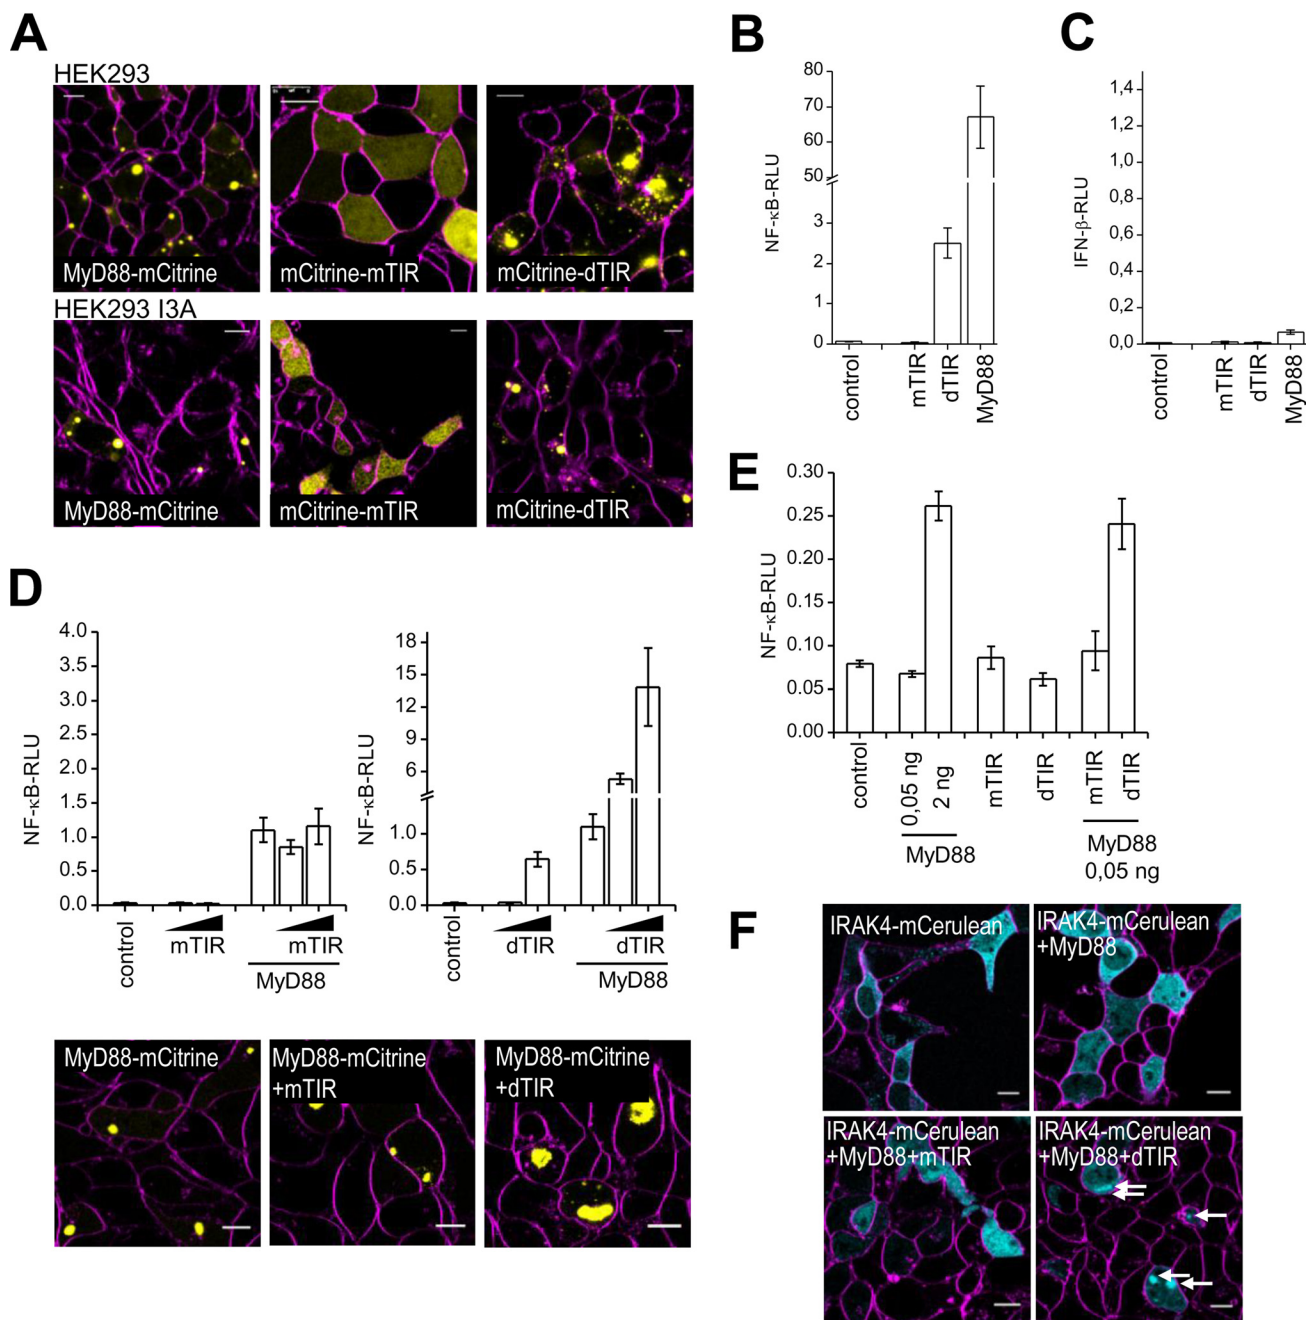 A
HEK293
MyD88-mCitrine
mCitrine-mTIR
mCitrine-dTIR
HEK293 I3A
MyD88-mCitrine
mCitrine-mTIR
mCitrine-dTIR
B
NF-κB-RLU
80
70
60
50
3
2
1
0
control
mTIR
dTIR
MyD88
C
IFN-β-RLU
1,4
1,2
1,0
0,8
0,6
0,4
0,2
0,0
control
mTIR
dTIR
MyD88
D
NF-κB-RLU
4.0
3.5
3.0
2.5
2.0
1.5
1.0
0.5
0.0
control
mTIR
mTIR
MyD88
NF-κB-RLU
18
15
12
9
6
1.0
0.5
0.0
control
dTIR
dTIR
MyD88
MyD88-mCitrine
MyD88-mCitrine
+mTIR
MyD88-mCitrine
+dTIR
E
NF-κB-RLU
0.30
0.25
0.20
0.15
0.10
0.05
0.00
control
0,05 ng
2 ng
MyD88
mTIR
dTIR
mTIR
dTIR
MyD88
0,05 ng
F
IRAK4-mCerulean
IRAK4-mCerulean
+MyD88
IRAK4-mCerulean
+MyD88+mTIR
IRAK4-mCerulean
+MyD88+dTIR